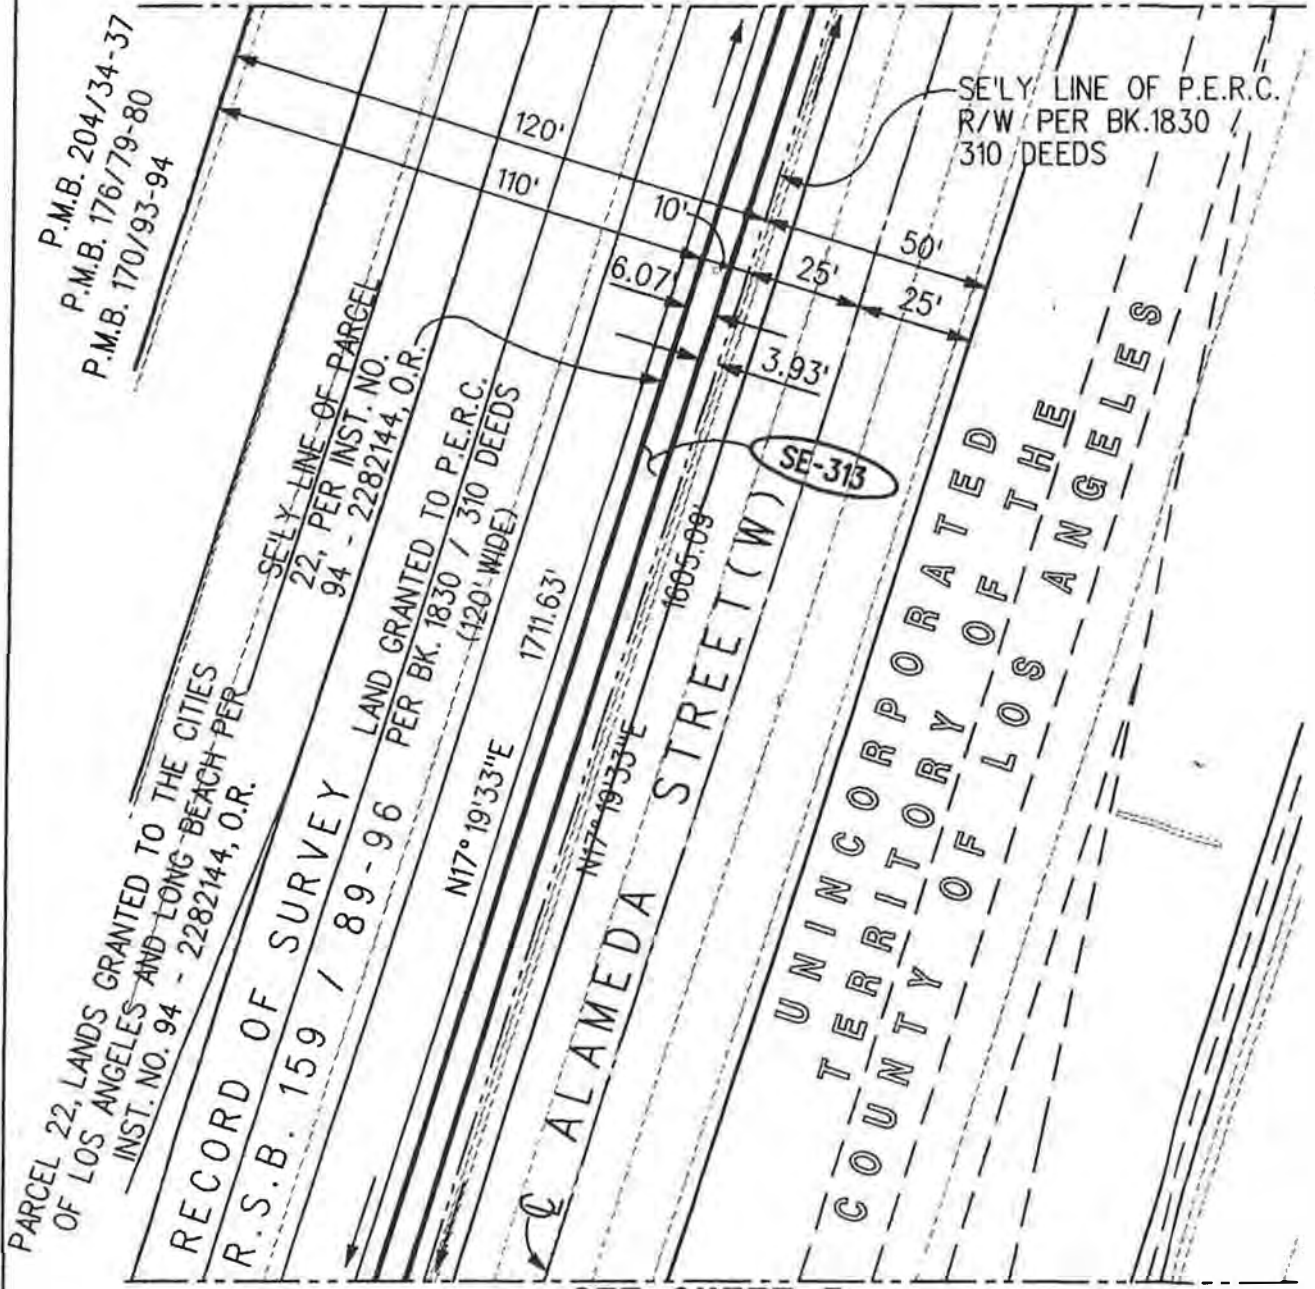 P.M.B. 204/34-37
P.M.B. 176/79-80
P.M.B. 170/93-94
120'
110'
10'
6.07'
50'
25'
25'
3.93'
SE'LY LINE OF P.E.R.C.
R/W PER BK.1830
310 DEEDS
SE'LY LINE OF PARCEL
22, PER INST. NO.
94 - 2282144, O.R.
LAND GRANTED TO P.E.R.C.
PER BK. 1830 / 310 DEEDS
(120' WIDE)
SE-313
1711.63'
N17° 19'33"E
1605.09'
N17° 19'33"E
PARCEL 22, LANDS GRANTED TO THE CITIES
OF LOS ANGELES AND LONG BEACH PER
INST. NO. 94 - 2282144, O.R.
RECORD OF SURVEY
R.S.B. 159 / 89-96
℄ ALAMEDA STREET(W)
UNINCORPORATED
TERRITORY OF THE
COUNTY OF LOS ANGELES